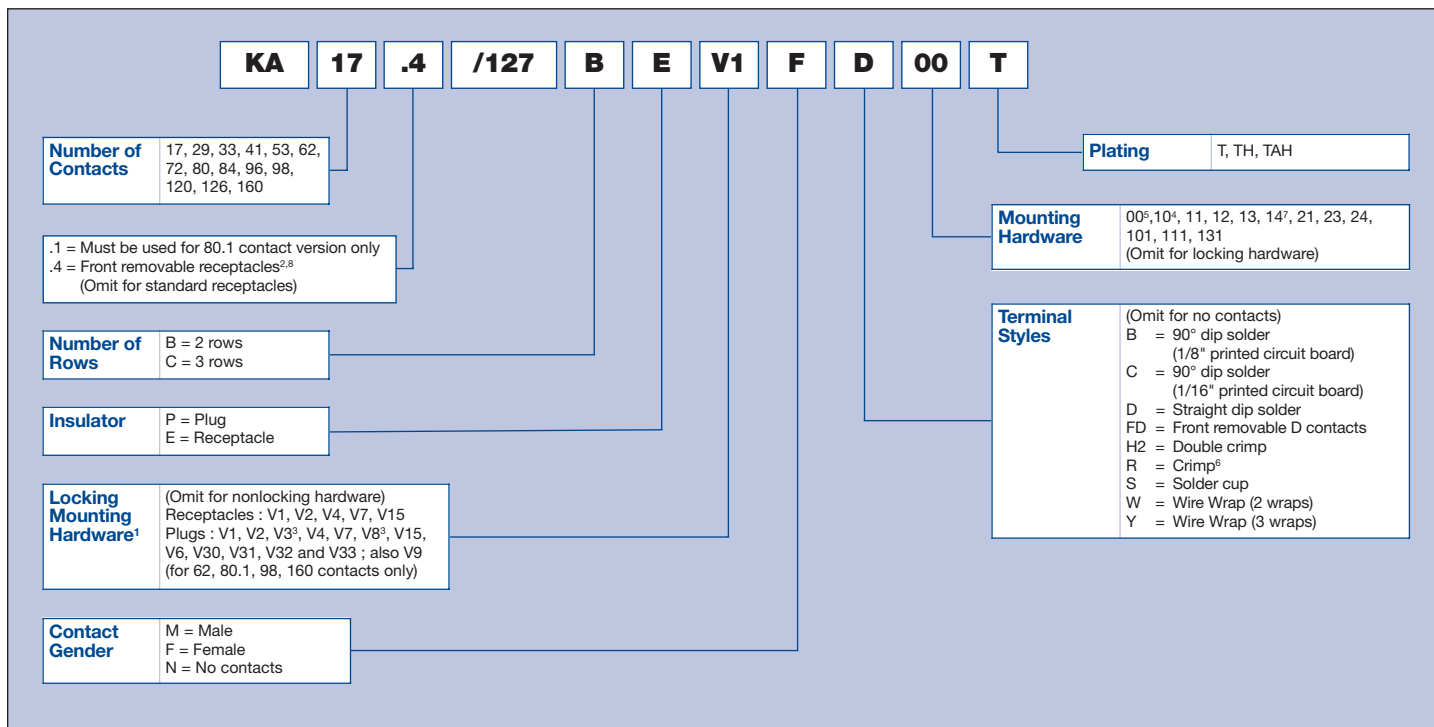 KA 17 .4 /127 B E V1 F D 00 T
Number of Contacts
17, 29, 33, 41, 53, 62,
72, 80, 84, 96, 98,
120, 126, 160
.1 = Must be used for 80.1 contact version only
.4 = Front removable receptacles²,⁸
(Omit for standard receptacles)
Number of Rows
B = 2 rows
C = 3 rows
Insulator
P = Plug
E = Receptacle
Locking Mounting Hardware¹
(Omit for nonlocking hardware)
Receptacles : V1, V2, V4, V7, V15
Plugs : V1, V2, V3³, V4, V7, V8³, V15,
V6, V30, V31, V32 and V33 ; also V9
(for 62, 80.1, 98, 160 contacts only)
Contact Gender
M = Male
F = Female
N = No contacts
Plating
T, TH, TAH
Mounting Hardware
00⁵,10⁴, 11, 12, 13, 14⁷, 21, 23, 24,
101, 111, 131
(Omit for locking hardware)
Terminal Styles
(Omit for no contacts)
B = 90° dip solder
(1/8" printed circuit board)
C = 90° dip solder
(1/16" printed circuit board)
D = Straight dip solder
FD = Front removable D contacts
H2 = Double crimp
R = Crimp⁶
S = Solder cup
W = Wire Wrap (2 wraps)
Y = Wire Wrap (3 wraps)